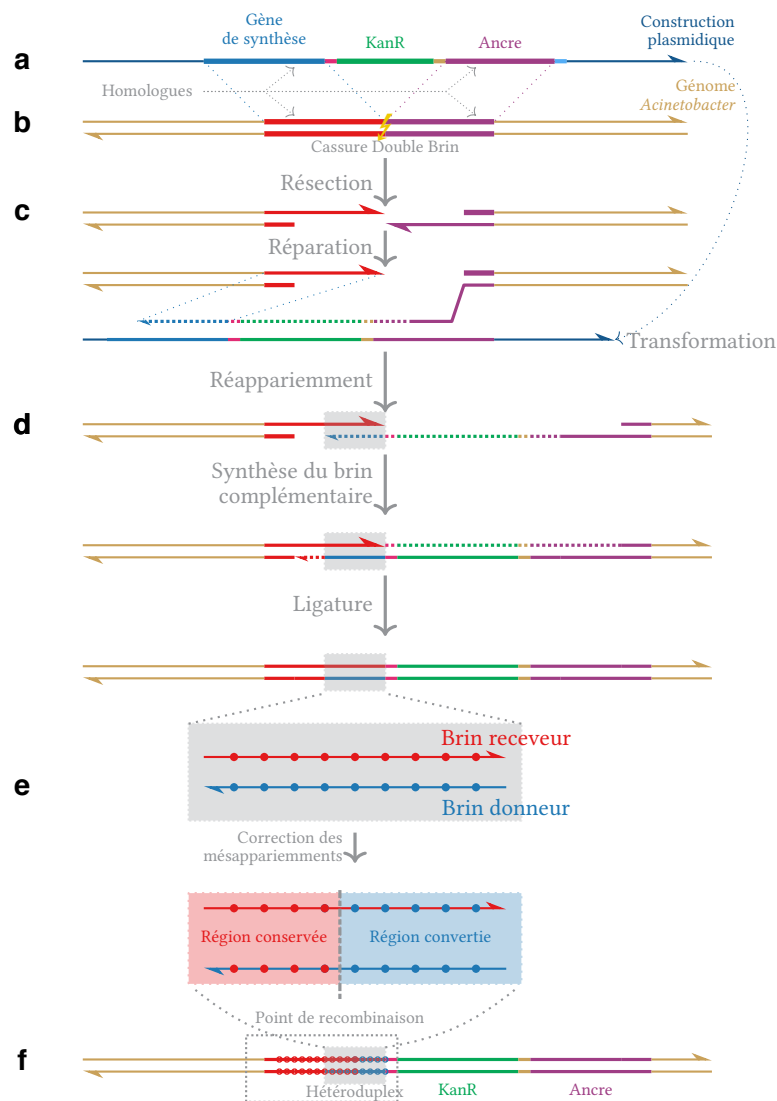 Gène
de synthèse
KanR
Ancre
Construction
plasmidique
a
Homologues
Génome
Acinetobacter
b
Cassure Double Brin
Résection
c
Réparation
Transformation
Réappariemment
d
Synthèse du brin
complémentaire
Ligature
Brin receveur
e
Brin donneur
Correction des
mésappariemments
Région conservée
Région convertie
Point de recombinaison
f
Hétéroduplex
KanR
Ancre